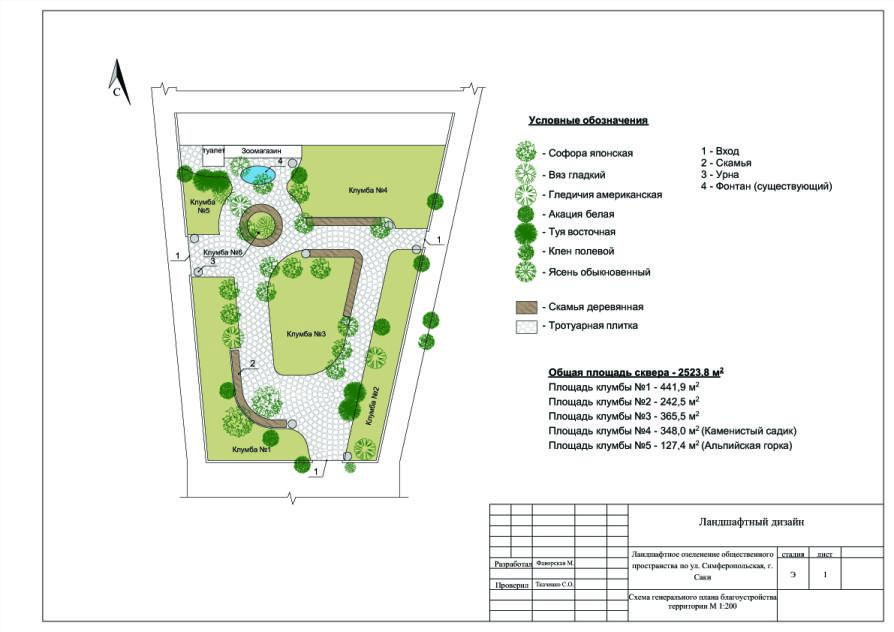 С
туалет
Зоомагазин
4
Клумба №4
Клумба №5
Клумба №6
1
1
3
Клумба №3
2
Клумба №2
Клумба №1
1
Условные обозначения
- Софора японская
- Вяз гладкий
- Гледичия американская
- Акация белая
- Туя восточная
- Клен полевой
- Ясень обыкновенный
1 - Вход
2 - Скамья
3 - Урна
4 - Фонтан (существующий)
- Скамья деревянная
- Тротуарная плитка
Общая площадь сквера - 2523.8 м²
Площадь клумбы №1 - 441,9 м²
Площадь клумбы №2 - 242,5 м²
Площадь клумбы №3 - 365,5 м²
Площадь клумбы №4 - 348,0 м² (Каменистый садик)
Площадь клумбы №5 - 127,4 м² (Альпийская горка)
Ландшафтный дизайн
Разработал Фаворская М.
Проверил Ткаченко С.О.
Ландшафтное озеленение общественного
пространства по ул. Симферопольская, г.
Саки
стадия лист
Э 1
Схема генерального плана благоустройства
территории М 1:200